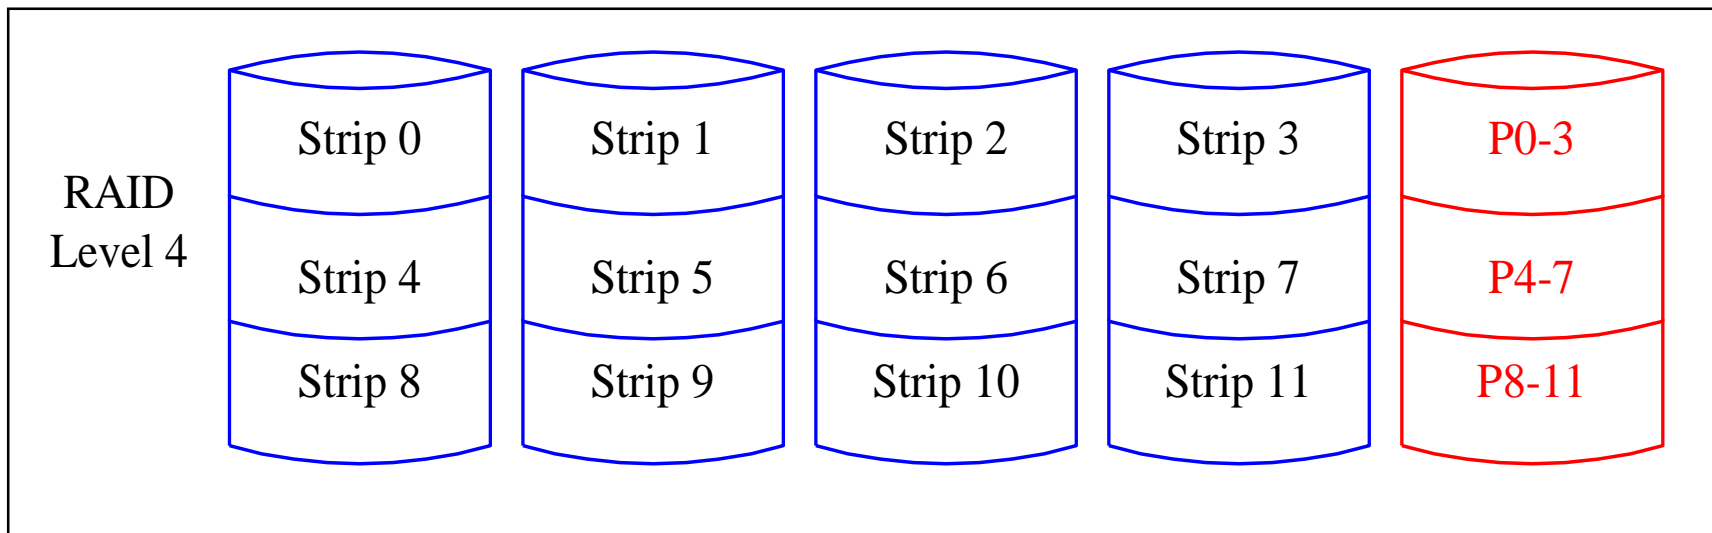 Strip 0
Strip 1
Strip 2
Strip 3
P0-3
RAID
Level 4
Strip 4
Strip 5
Strip 6
Strip 7
P4-7
Strip 8
Strip 9
Strip 10
Strip 11
P8-11